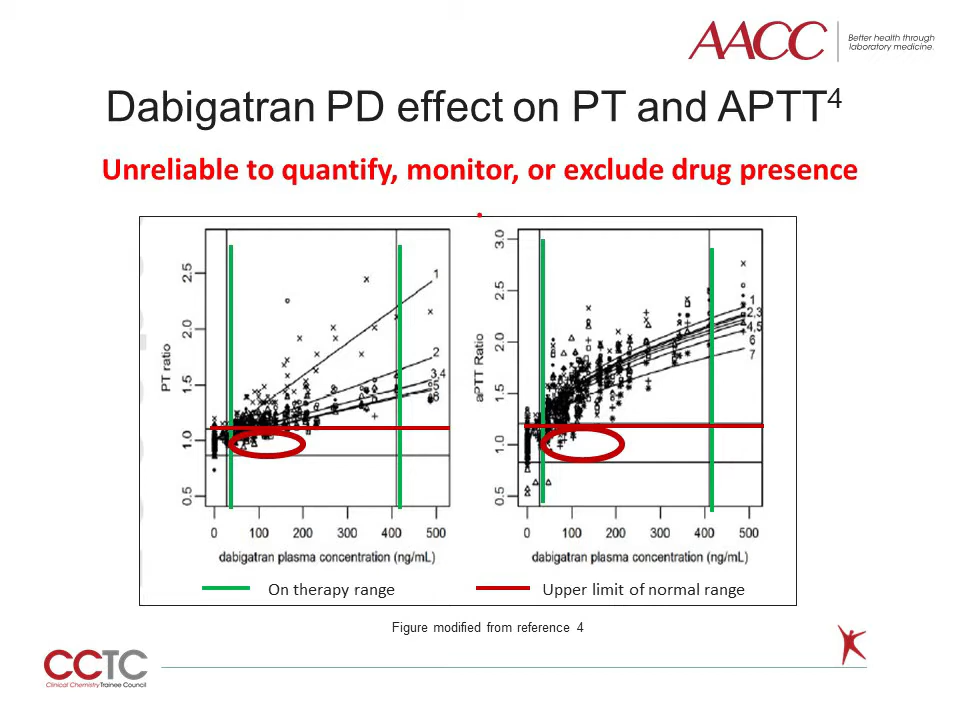 AACC
Better health through
laboratory medicine.
Dabigatran PD effect on PT and APTT4
Unreliable to quantify, monitor, or exclude drug presence
.
PT ratio
2.5
2.0
1.5
1.0
0.5
1
2
3,4
5
0 100 200 300 400 500
dabigatran plasma concentration (ng/mL)
aPTT Ratio
3.0
2.5
2.0
1.5
1.0
0.5
1
2,3
4,5
6
7
0 100 200 300 400 500
dabigatran plasma concentration (ng/mL)
On therapy range
Upper limit of normal range
Figure modified from reference 4
CCTC
Clinical Chemistry Trainee Council